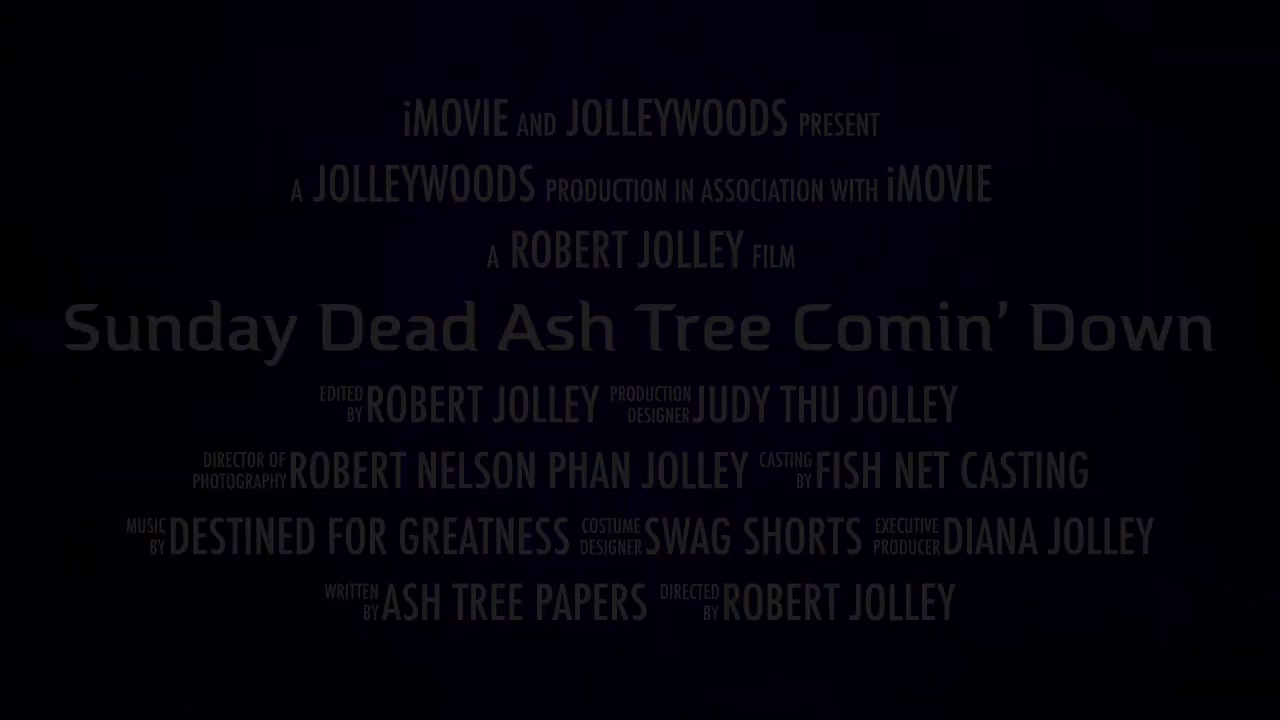 iMOVIE AND JOLLEYWOODS PRESENT
A JOLLEYWOODS PRODUCTION IN ASSOCIATION WITH iMOVIE
A ROBERT JOLLEY FILM
Sunday Dead Ash Tree Comin’ Down
EDITED BY ROBERT JOLLEY PRODUCTION DESIGNER JUDY THU JOLLEY
DIRECTOR OF PHOTOGRAPHY ROBERT NELSON PHAN JOLLEY CASTING BY FISH NET CASTING
MUSIC BY DESTINED FOR GREATNESS COSTUME DESIGNER SWAG SHORTS EXECUTIVE PRODUCER DIANA JOLLEY
WRITTEN BY ASH TREE PAPERS DIRECTED BY ROBERT JOLLEY